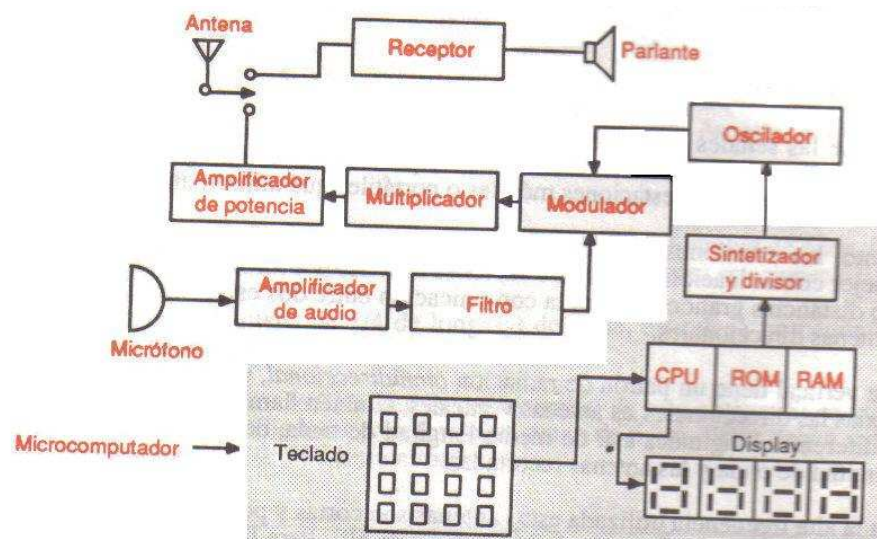 Antena
Receptor
Parlante
Oscilador
Amplificador
de potencia
Multiplicador
Modulador
Sintetizador
y divisor
Amplificador
de audio
Filtro
Micrófono
CPU ROM RAM
Microcomputador
Teclado
Display
8888